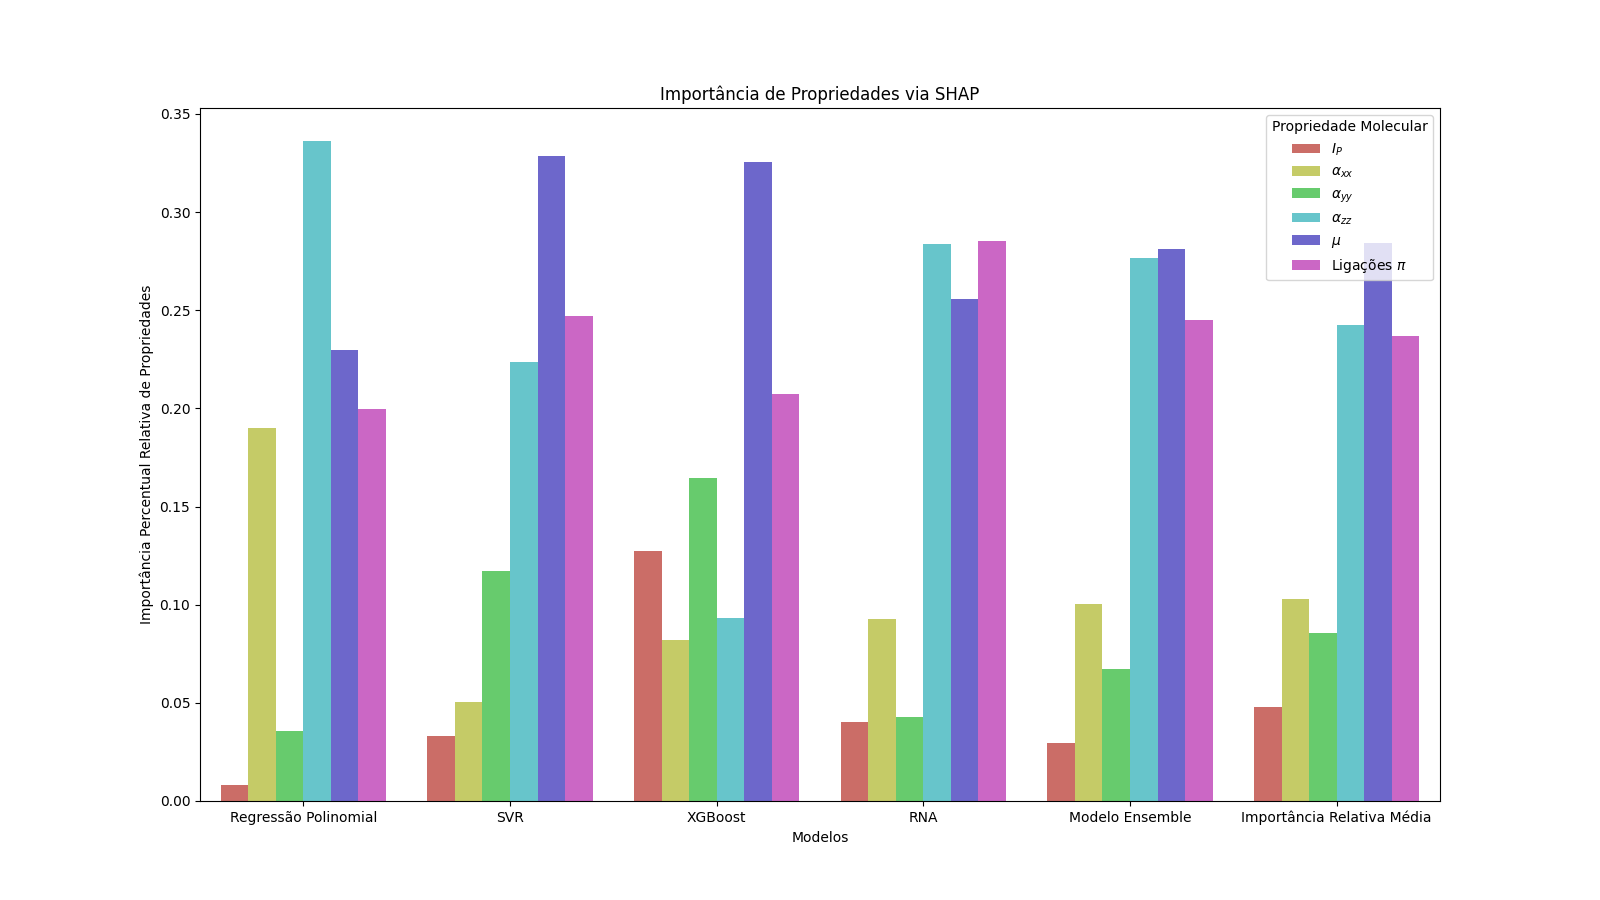 Importância de Propriedades via SHAP
Importância Percentual Relativa de Propriedades
0.35
0.30
0.25
0.20
0.15
0.10
0.05
0.00
Propriedade Molecular
I_P
α_xx
α_yy
α_zz
μ
Ligações π
Regressão Polinomial
SVR
XGBoost
RNA
Modelo Ensemble
Importância Relativa Média
Modelos